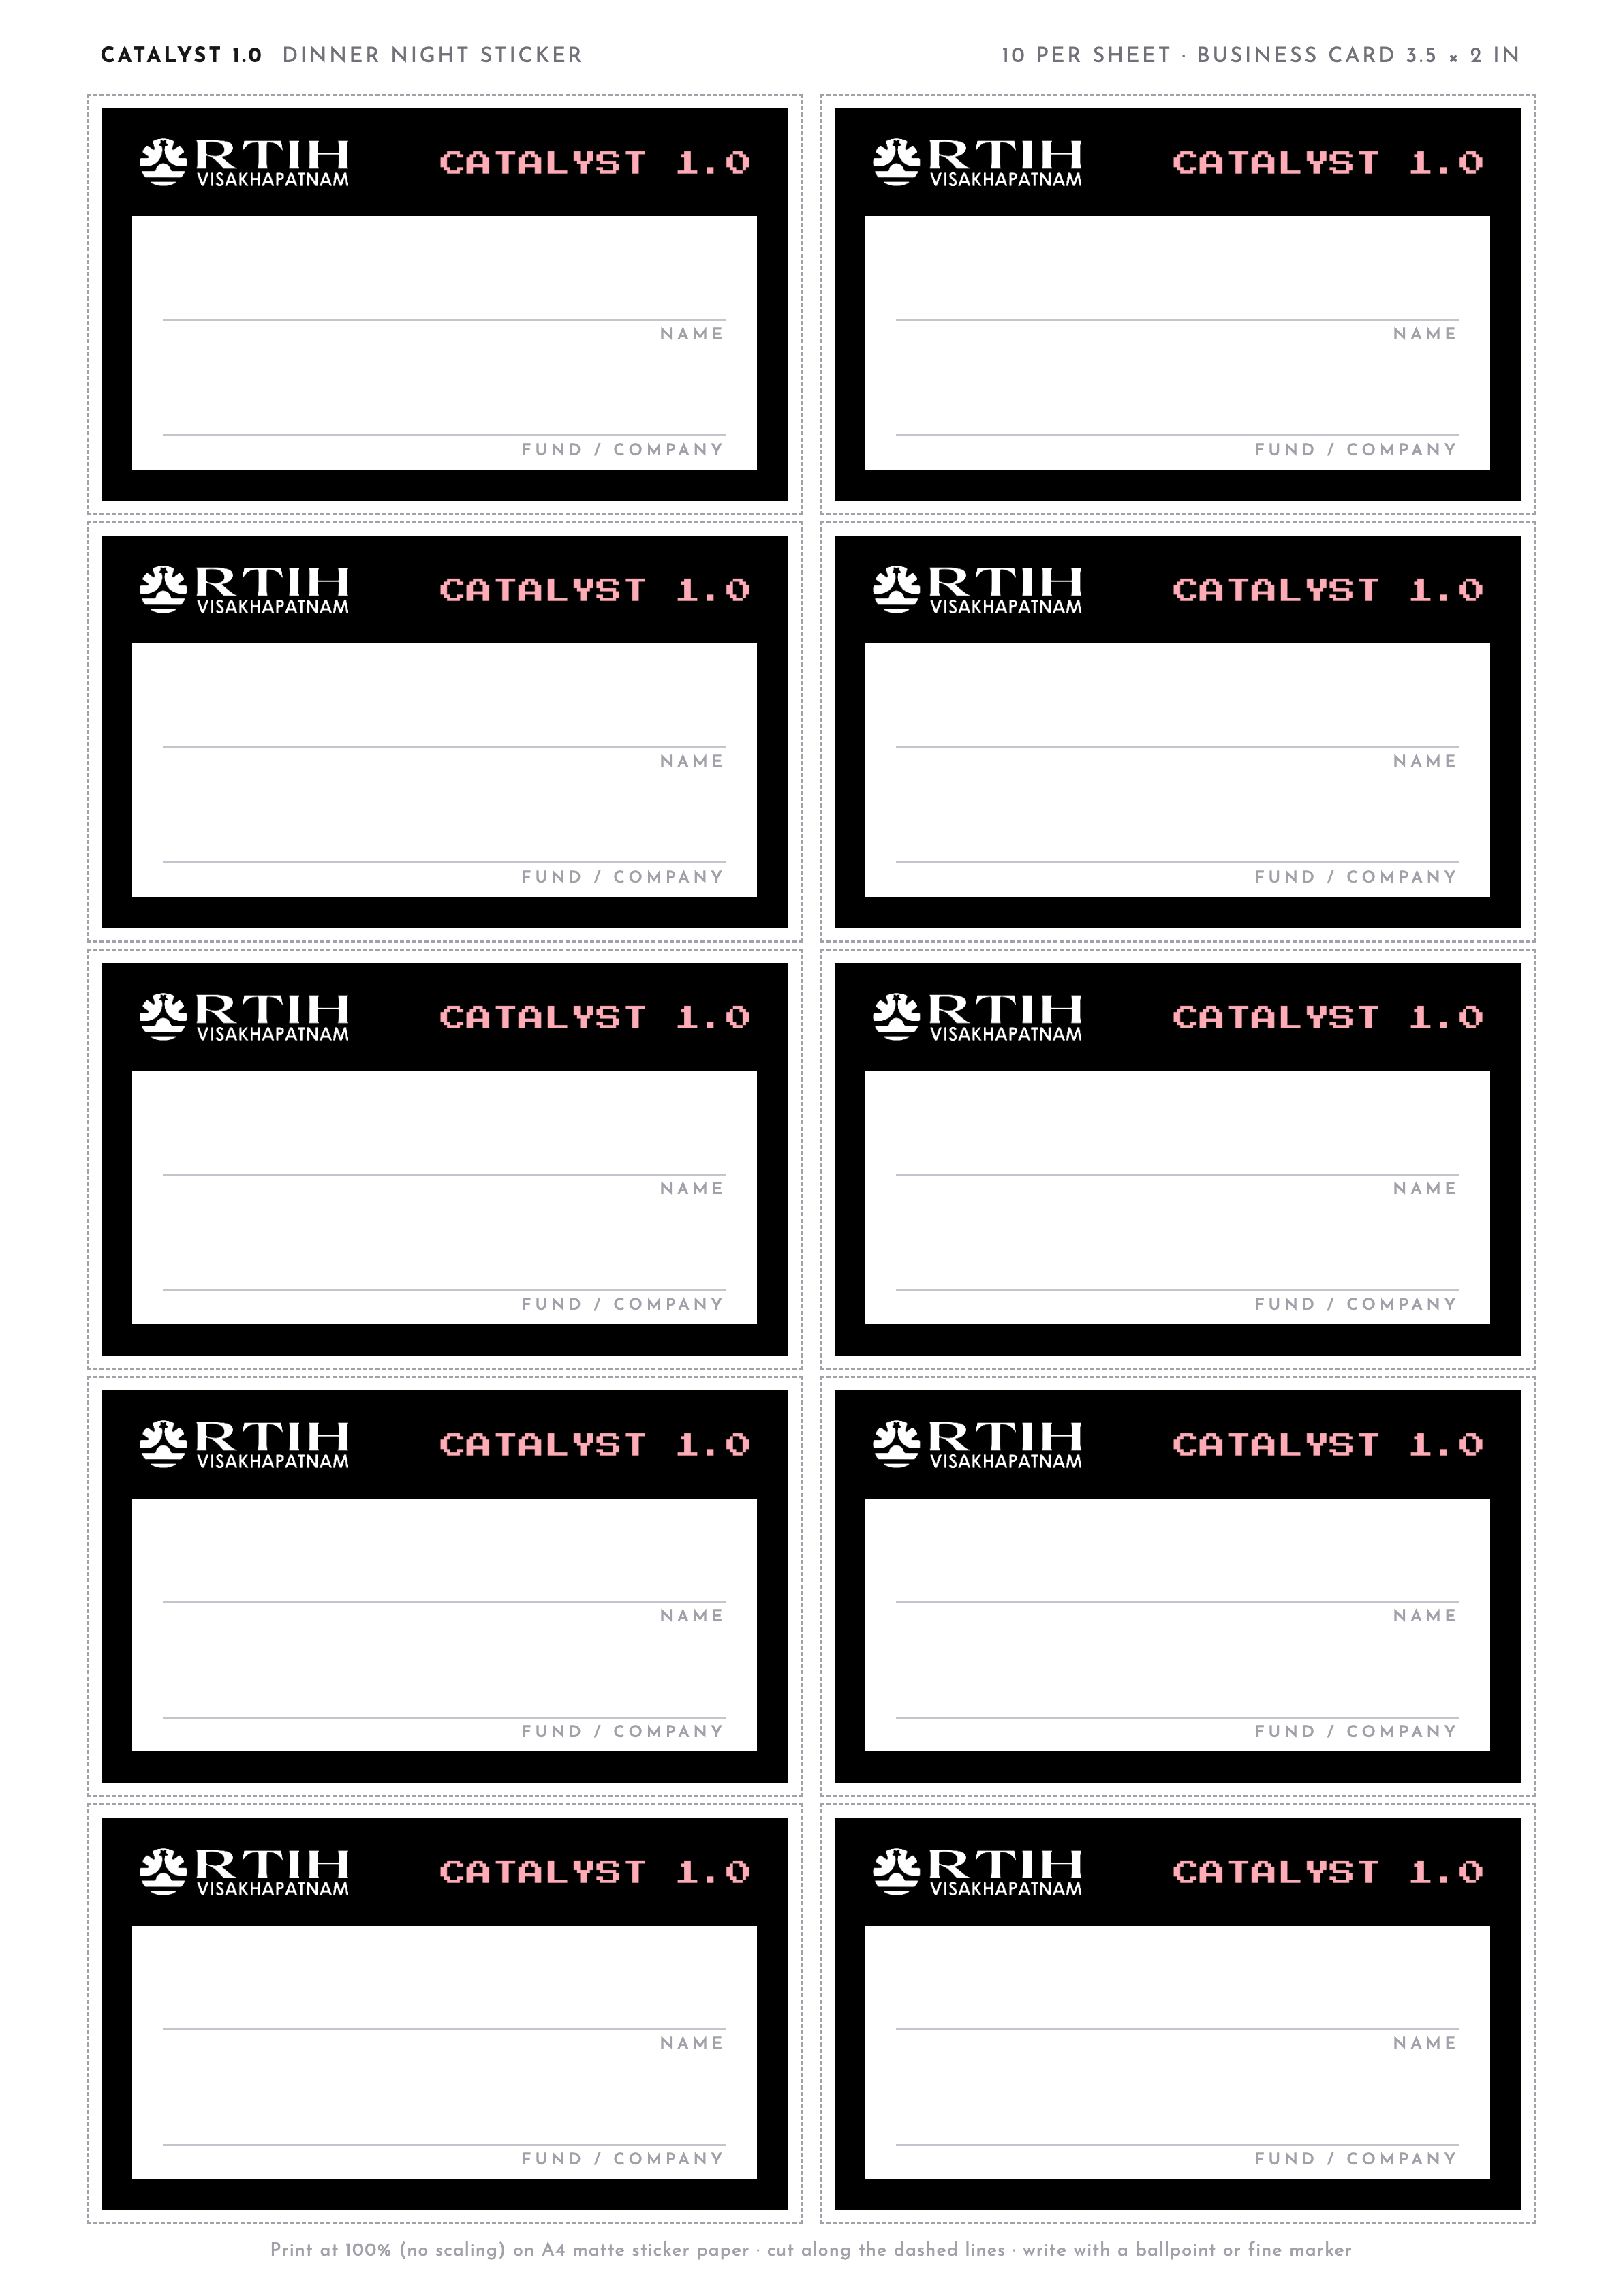 CATALYST 1.0 DINNER NIGHT STICKER
10 PER SHEET · BUSINESS CARD 3.5 × 2 IN
RTIH
VISAKHAPATNAM
CATALYST 1.0
NAME
FUND / COMPANY
RTIH
VISAKHAPATNAM
CATALYST 1.0
NAME
FUND / COMPANY
RTIH
VISAKHAPATNAM
CATALYST 1.0
NAME
FUND / COMPANY
RTIH
VISAKHAPATNAM
CATALYST 1.0
NAME
FUND / COMPANY
RTIH
VISAKHAPATNAM
CATALYST 1.0
NAME
FUND / COMPANY
RTIH
VISAKHAPATNAM
CATALYST 1.0
NAME
FUND / COMPANY
RTIH
VISAKHAPATNAM
CATALYST 1.0
NAME
FUND / COMPANY
RTIH
VISAKHAPATNAM
CATALYST 1.0
NAME
FUND / COMPANY
RTIH
VISAKHAPATNAM
CATALYST 1.0
NAME
FUND / COMPANY
RTIH
VISAKHAPATNAM
CATALYST 1.0
NAME
FUND / COMPANY
Print at 100% (no scaling) on A4 matte sticker paper · cut along the dashed lines · write with a ballpoint or fine marker